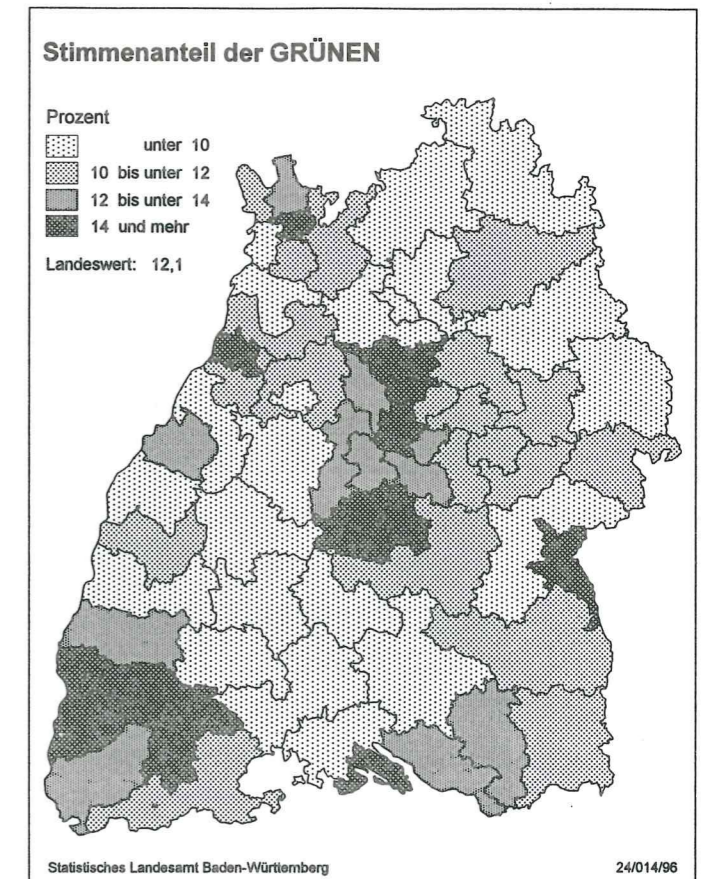 Stimmenanteil der GRÜNEN
Prozent
unter 10
10 bis unter 12
12 bis unter 14
14 und mehr
Landeswert: 12,1
Statistisches Landesamt Baden-Württemberg
24/014/96